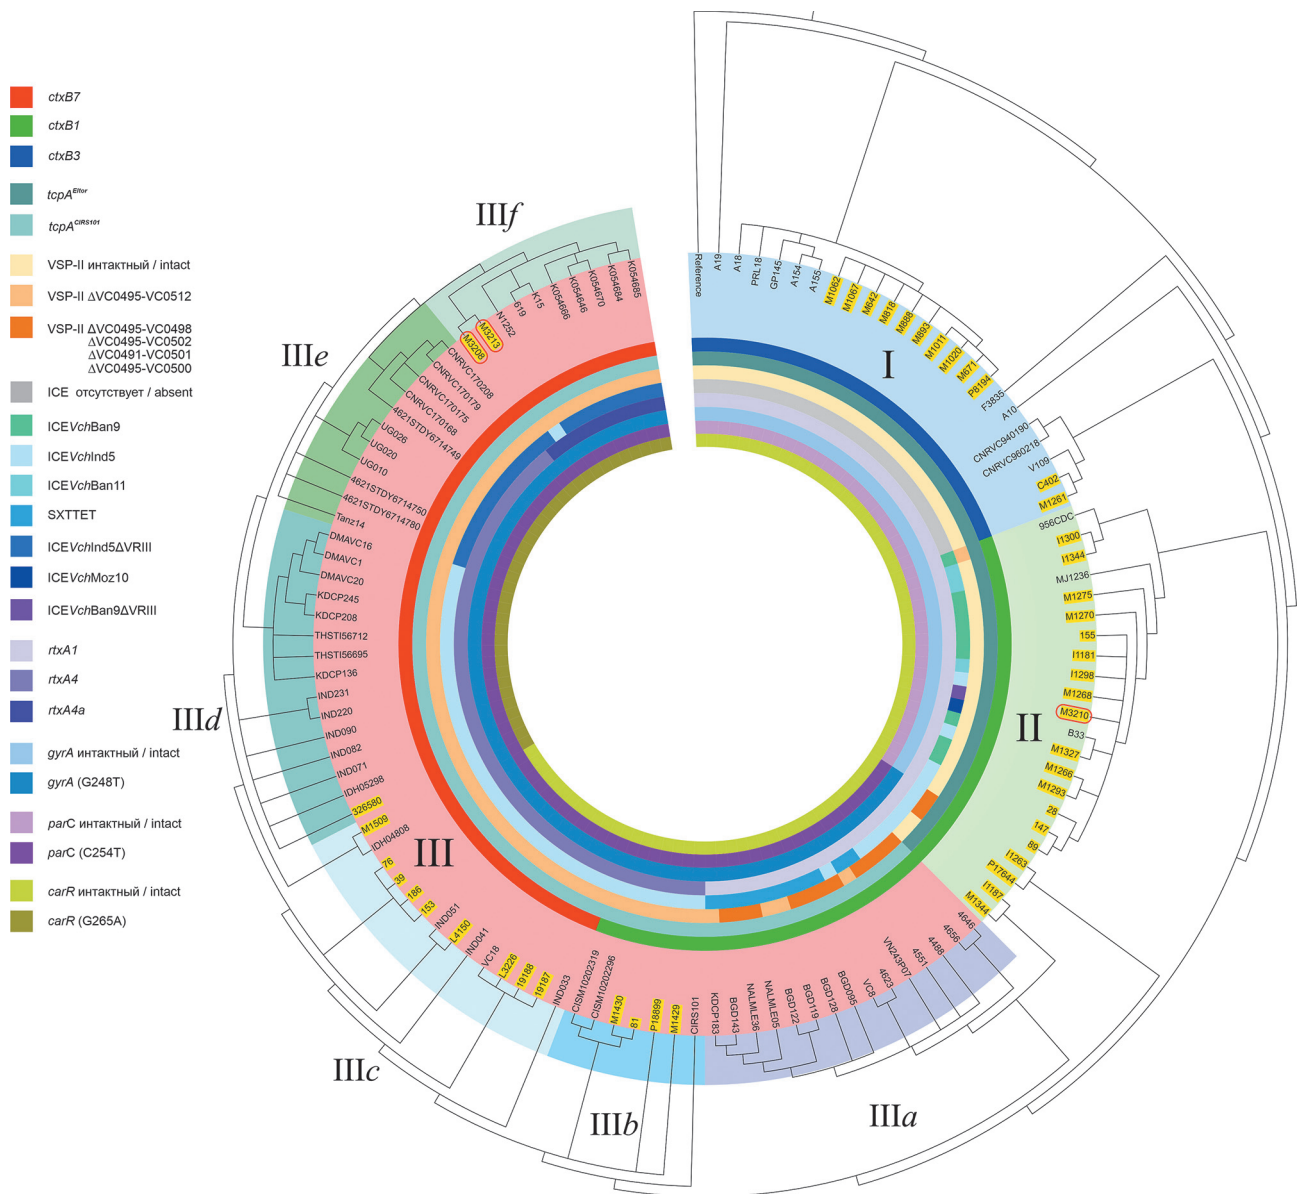 ctxB7
ctxB1
ctxB3
tcpA^Eltor
tcpA^CIRS101
VSP-II интактный / intact
VSP-II ΔVC0495-VC0512
VSP-II ΔVC0495-VC0498
ΔVC0495-VC0502
ΔVC0491-VC0501
ΔVC0495-VC0500
ICE отсутствует / absent
ICEVchBan9
ICEVchInd5
ICEVchBan11
SXTTET
ICEVchInd5ΔVRIII
ICEVchMoz10
ICEVchBan9ΔVRIII
rtxA1
rtxA4
rtxA4a
gyrA интактный / intact
gyrA (G248T)
parC интактный / intact
parC (C254T)
carR интактный / intact
carR (G265A)
I
II
III
IIIa
IIIb
IIIc
IIId
IIIe
IIIf
Reference
A19
A18
PRL18
GP145
A154
A155
M1062
M1067
M642
M818
M888
M893
M1011
M1020
M671
P8194
F3835
A10
CNRVC940190
CNRVC960218
V109
C402
M1261
956CDC
I1300
I1344
MJ1236
M1275
M1270
155
I1181
I1298
M1268
M3210
B33
M1327
M1266
M1293
28
147
89
I1263
P17644
I1187
M1344
4646
4656
4488
4551
VN243P07
4623
VC8
BGD095
BGD128
BGD119
BGD122
NALMLE05
NALMLE36
BGD143
KDCP183
CIRS101
M1429
P18899
81
M1430
CISM10202296
CISM10202319
IND033
19187
19188
L3226
VC18
IND041
L4150
IND051
153
186
39
76
IDH04808
M1509
326580
IDH05298
IND071
IND082
IND090
IND220
IND231
KDCP136
THSTI56695
THSTI56712
KDCP208
KDCP245
DMAVC20
DMAVC1
DMAVC16
Tanz14
4621STDY6714780
4621STDY6714750
UG010
UG020
UG026
4621STDY6714749
CNRVC170168
CNRVC170175
CNRVC170179
CNRVC170208
M3208
M3213
N1252
619
K15
K054666
K054646
K054670
K054684
K054685